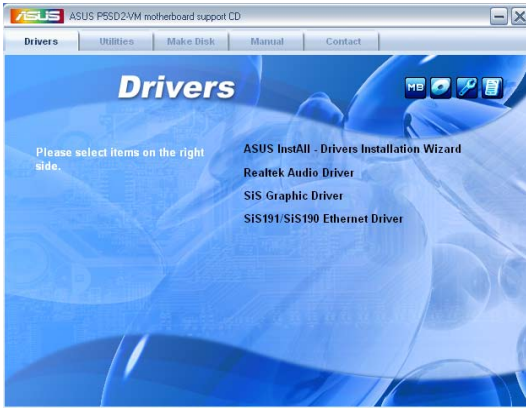 ASUS ASUS P5SD2-VM motherboard support CD
Drivers Utilities Make Disk Manual Contact
Drivers
MB
Please select items on the right
side.
ASUS InstAll - Drivers Installation Wizard
Realtek Audio Driver
SiS Graphic Driver
SiS191/SiS190 Ethernet Driver